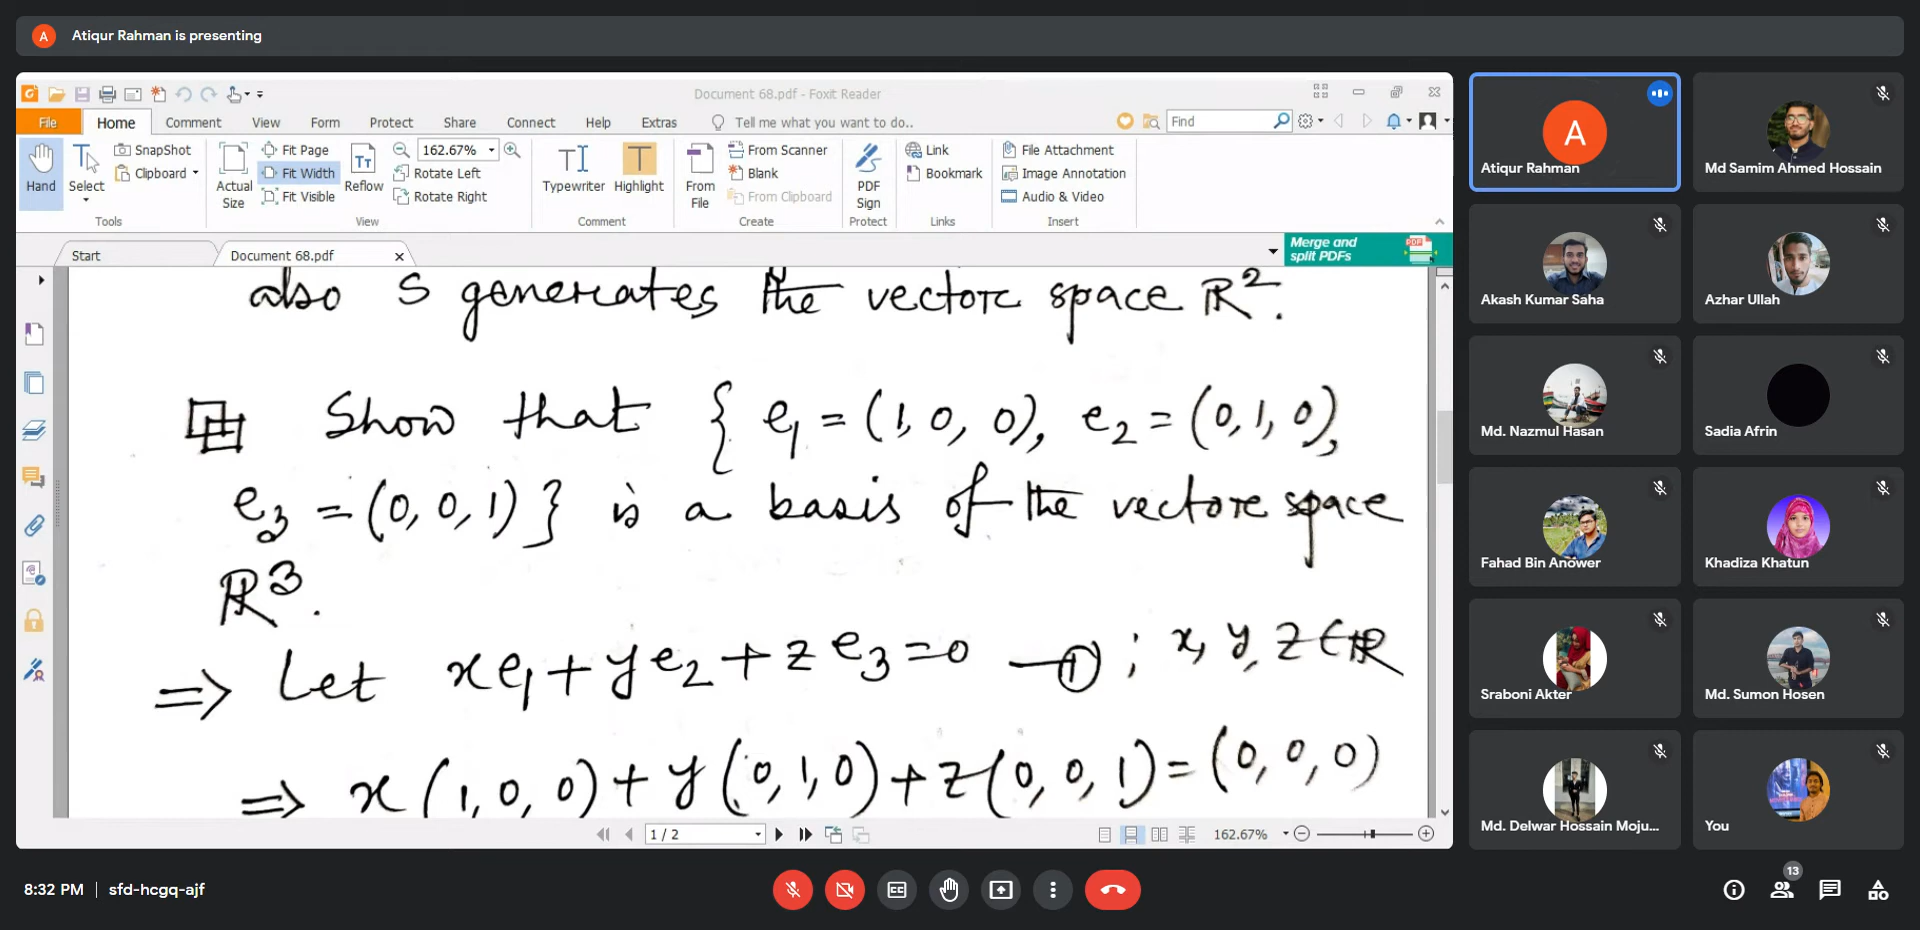 A Atiqur Rahman is presenting
Document 68.pdf - Foxit Reader
File Home Comment View Form Protect Share Connect Help Extras Tell me what you want to do.. Find
Hand
Select
SnapShot
Clipboard
Tools
Actual Size
Fit Page
Fit Width
Fit Visible
Reflow
162.67%
Rotate Left
Rotate Right
View
Typewriter
Highlight
Comment
From File
From Scanner
Blank
From Clipboard
Create
PDF Sign
Protect
Link
Bookmark
Links
File Attachment
Image Annotation
Audio & Video
Insert
Start
Document 68.pdf
Merge and
split PDFs
PDF
also S generates the vector space ℝ².
Show that { e₁ = (1, 0, 0), e₂ = (0, 1, 0),
e₃ = (0, 0, 1) } is a basis of the vector space
ℝ³.
=> Let xe₁ + ye₂ + ze₃ = 0 —① ; x, y, z ∈ ℝ
=> x(1, 0, 0) + y(0, 1, 0) + z(0, 0, 1) = (0, 0, 0)
1 / 2
162.67%
A
Atiqur Rahman
Md Samim Ahmed Hossain
Akash Kumar Saha
Azhar Ullah
Md. Nazmul Hasan
Sadia Afrin
Fahad Bin Anower
Khadiza Khatun
Sraboni Akter
Md. Sumon Hosen
Md. Delwar Hossain Moju...
You
8:32 PM | sfd-hcgq-ajf
13